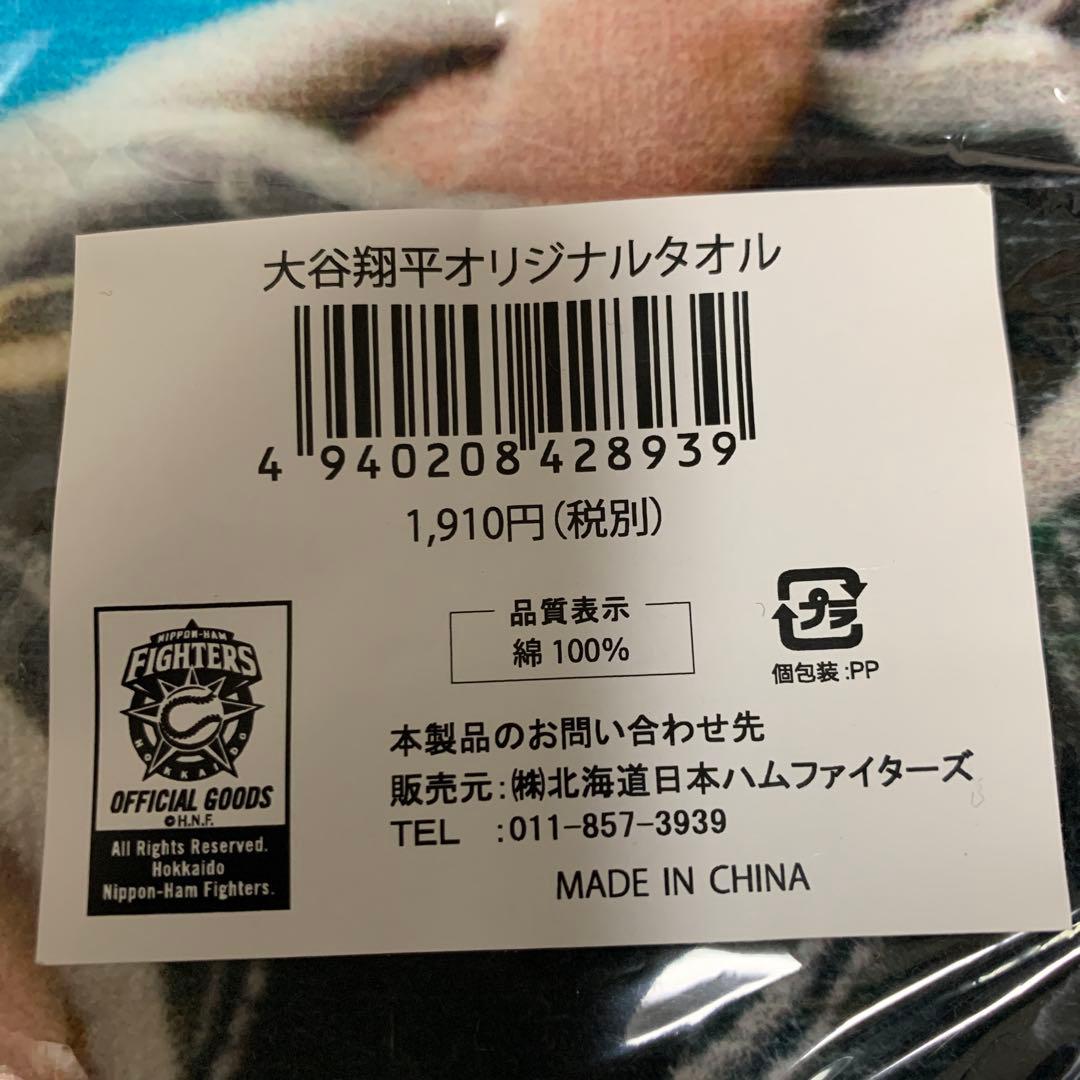 大谷翔平オリジナルタオル
4 940208 428939
1,910円(税別)
品質表示
綿 100%
プラ
個包装:PP
NIPPON-HAM
FIGHTERS
HOKKAIDO
OFFICIAL GOODS
©H.N.F.
All Rights Reserved.
Hokkaido
Nippon-Ham Fighters.
本製品のお問い合わせ先
販売元:㈱北海道日本ハムファイターズ
TEL :011-857-3939
MADE IN CHINA